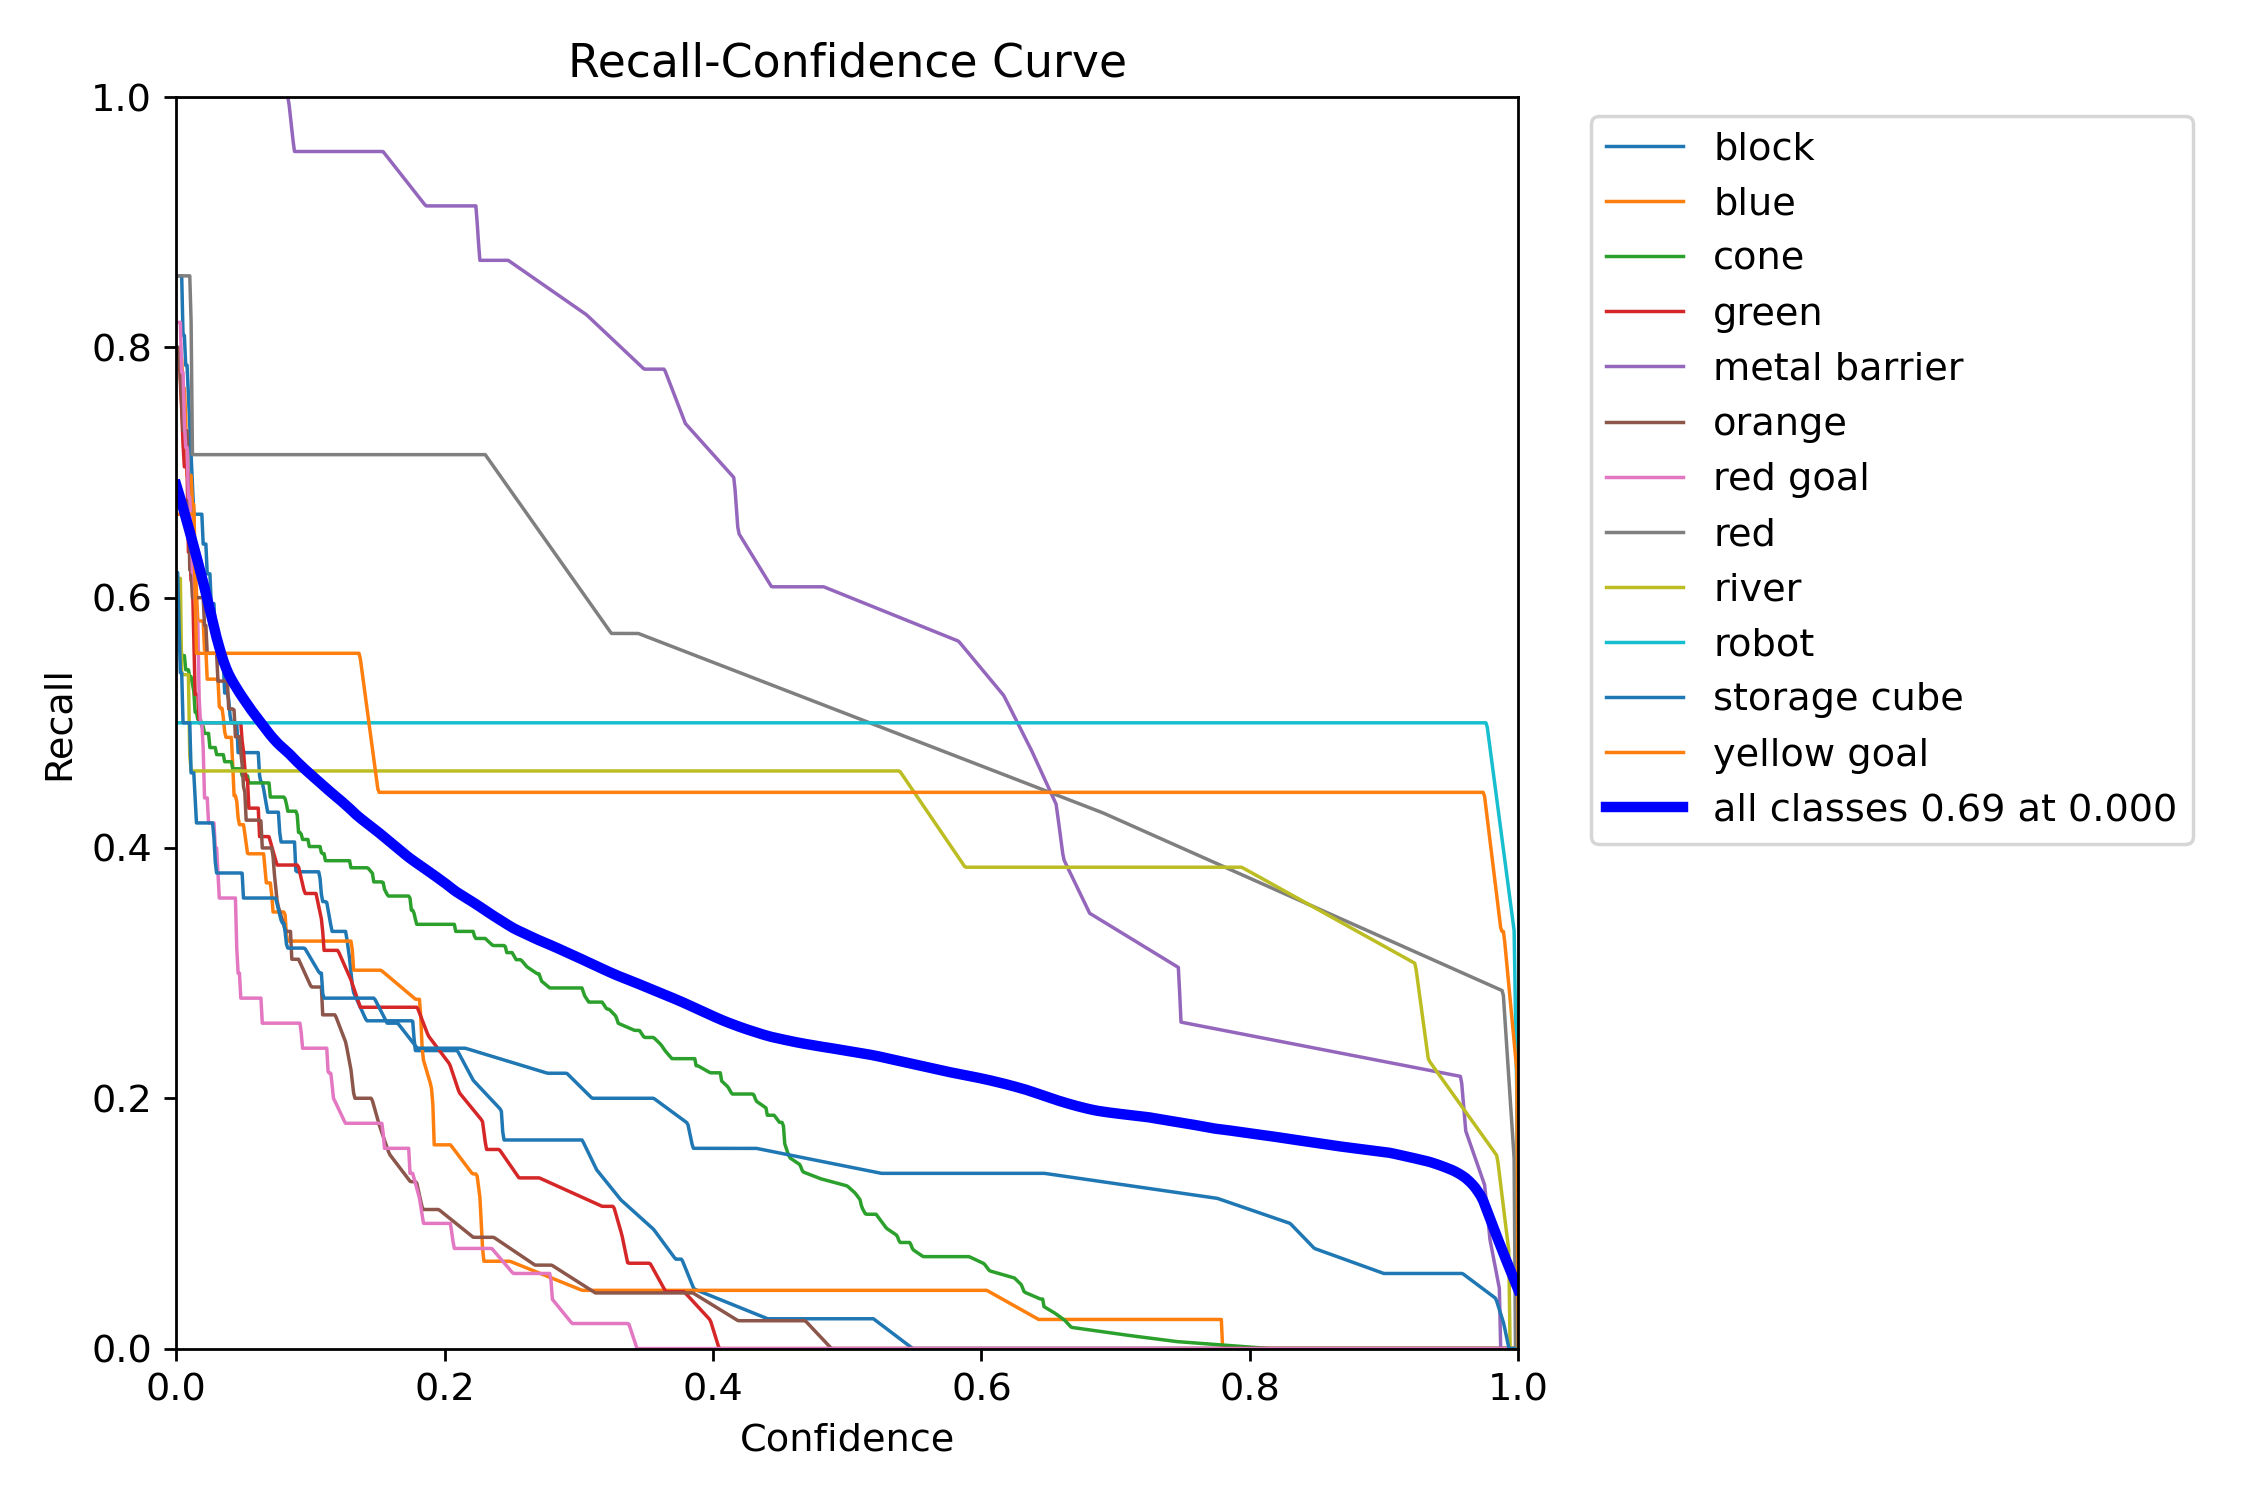 Recall-Confidence Curve
1.0
0.8
0.6
0.4
0.2
0.0
Recall
0.0 0.2 0.4 0.6 0.8 1.0
Confidence
block
blue
cone
green
metal barrier
orange
red goal
red
river
robot
storage cube
yellow goal
all classes 0.69 at 0.000